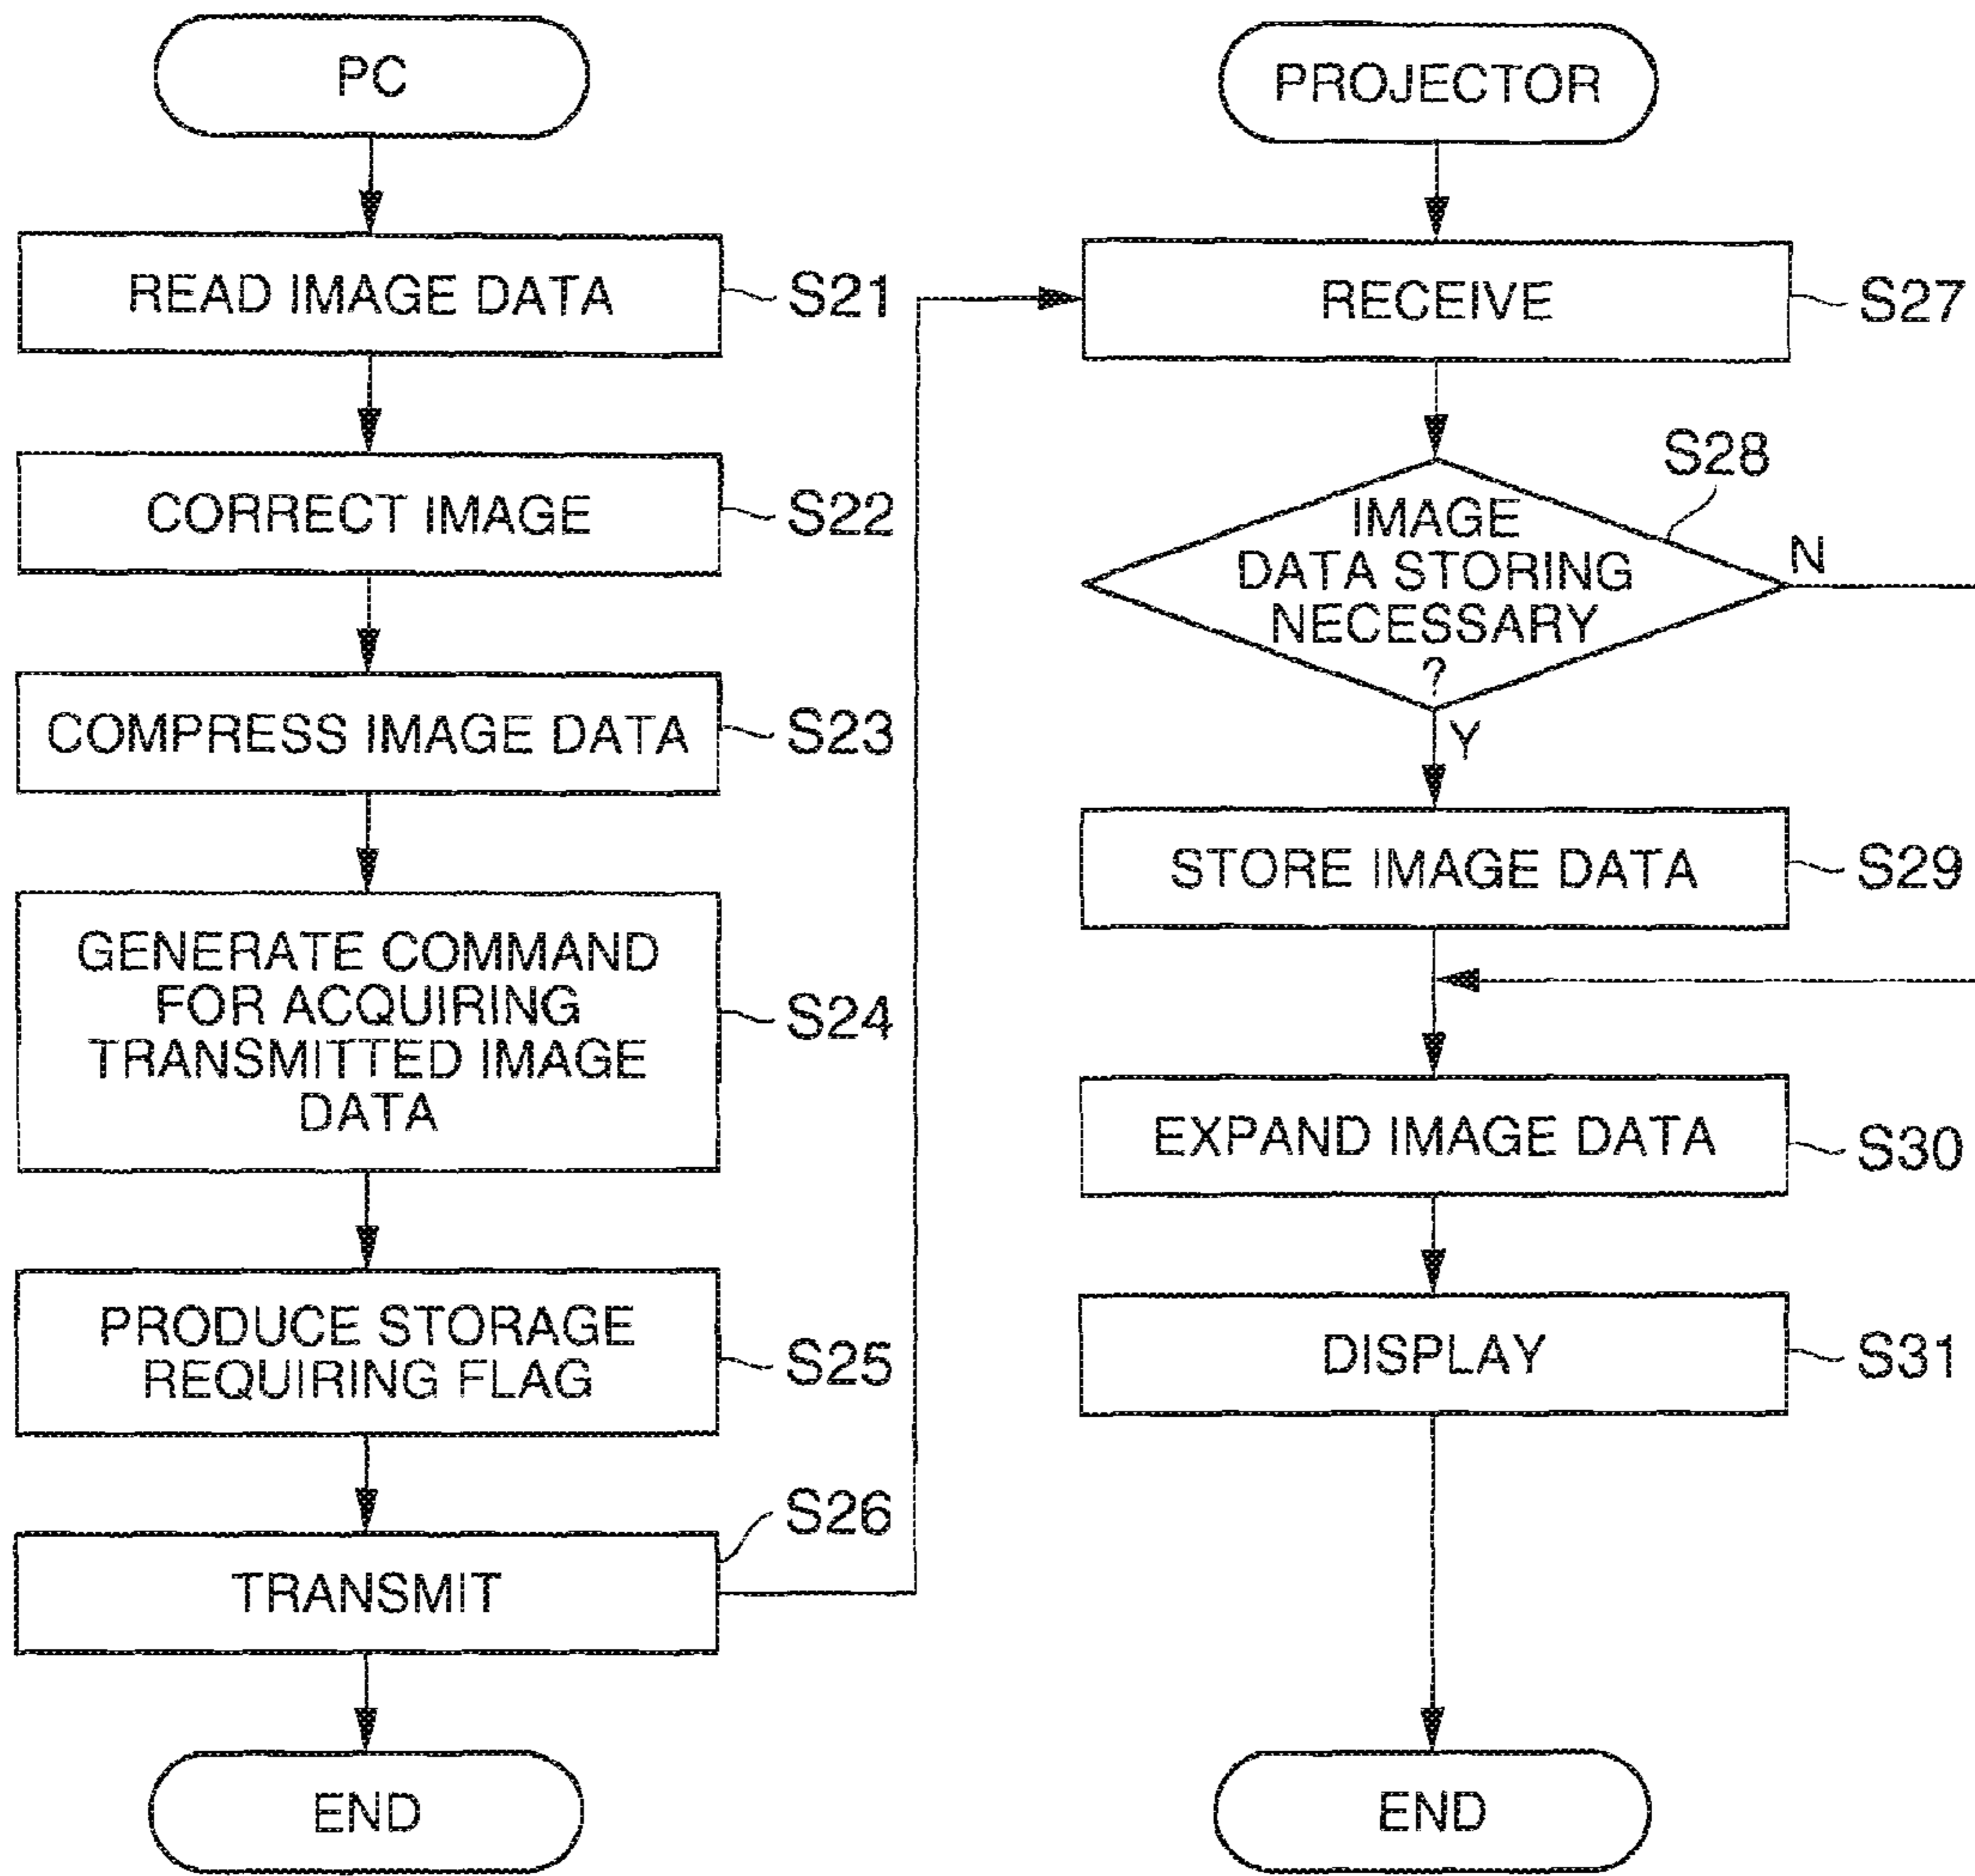 PC
READ IMAGE DATA
S21
CORRECT IMAGE
S22
COMPRESS IMAGE DATA
S23
GENERATE COMMAND
FOR ACQUIRING
TRANSMITTED IMAGE
DATA
S24
PRODUCE STORAGE
REQUIRING FLAG
S25
TRANSMIT
S26
END
PROJECTOR
RECEIVE
S27
IMAGE
DATA STORING
NECESSARY
?
S28
N
Y
STORE IMAGE DATA
S29
EXPAND IMAGE DATA
S30
DISPLAY
S31
END